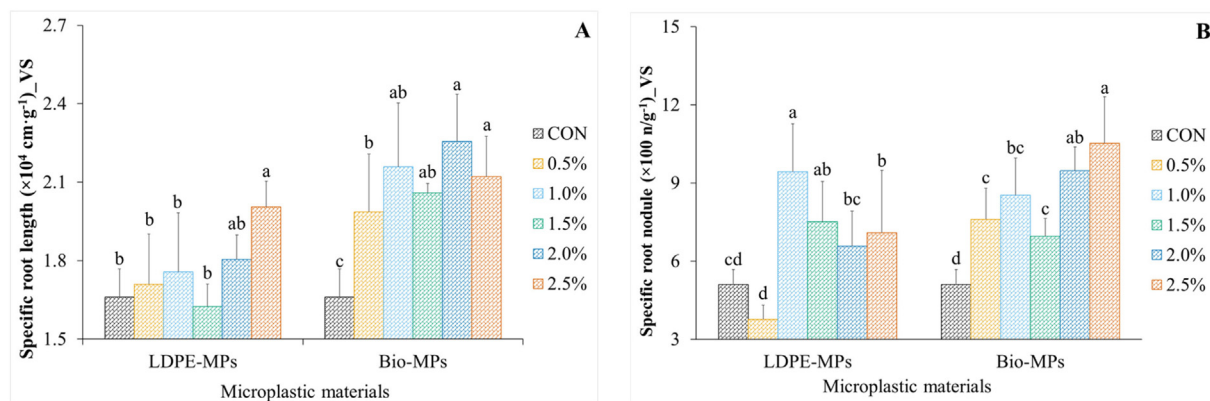 A
Specific root length (×10⁴ cm·g⁻¹)_VS
2.7
2.4
2.1
1.8
1.5
b
b
b
b
ab
a
c
b
ab
ab
a
a
CON
0.5%
1.0%
1.5%
2.0%
2.5%
LDPE-MPs
Bio-MPs
Microplastic materials
B
Specific root nodule (×100 n/g⁻¹)_VS
15
12
9
6
3
cd
d
a
ab
bc
b
d
c
bc
c
ab
a
CON
0.5%
1.0%
1.5%
2.0%
2.5%
LDPE-MPs
Bio-MPs
Microplastic materials